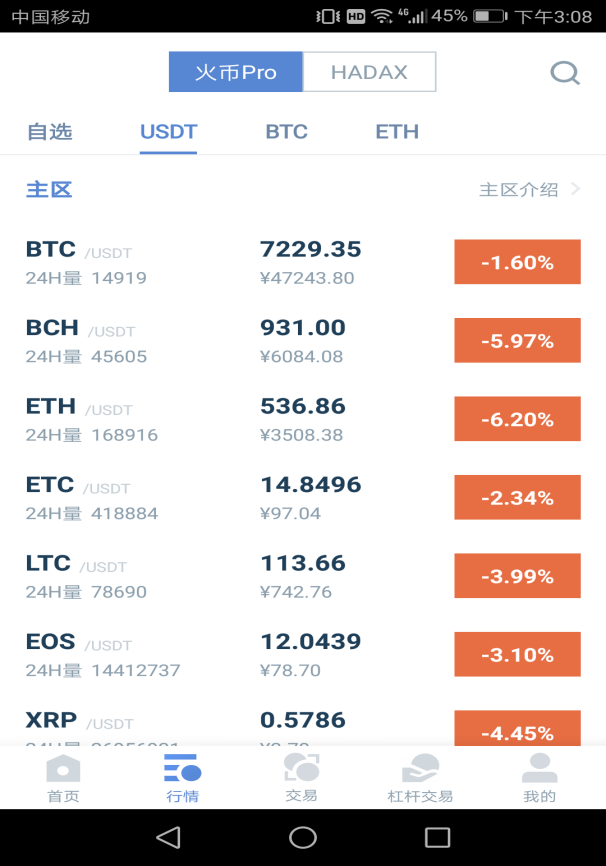 中国移动 HD 4G 45% 下午3:08
火币Pro HADAX
自选 USDT BTC ETH
主区 主区介绍
BTC /USDT 7229.35 -1.60%
24H量 14919 ¥47243.80
BCH /USDT 931.00 -5.97%
24H量 45605 ¥6084.08
ETH /USDT 536.86 -6.20%
24H量 168916 ¥3508.38
ETC /USDT 14.8496 -2.34%
24H量 418884 ¥97.04
LTC /USDT 113.66 -3.99%
24H量 78690 ¥742.76
EOS /USDT 12.0439 -3.10%
24H量 14412737 ¥78.70
XRP /USDT 0.5786 -4.45%
24H量
首页 行情 交易 杠杆交易 我的